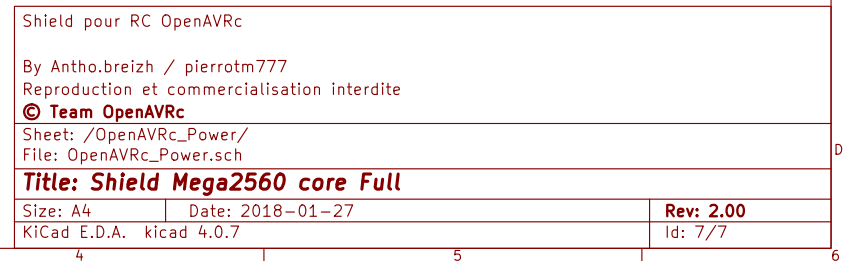 Shield pour RC OpenAVRc
By Antho.breizh / pierrotm777
Reproduction et commercialisation interdite
© Team OpenAVRc
Sheet: /OpenAVRc_Power/
File: OpenAVRc_Power.sch
D
Title: Shield Mega2560 core Full
Size: A4 Date: 2018-01-27 Rev: 2.00
KiCad E.D.A. kicad 4.0.7 Id: 7/7
4 5 6